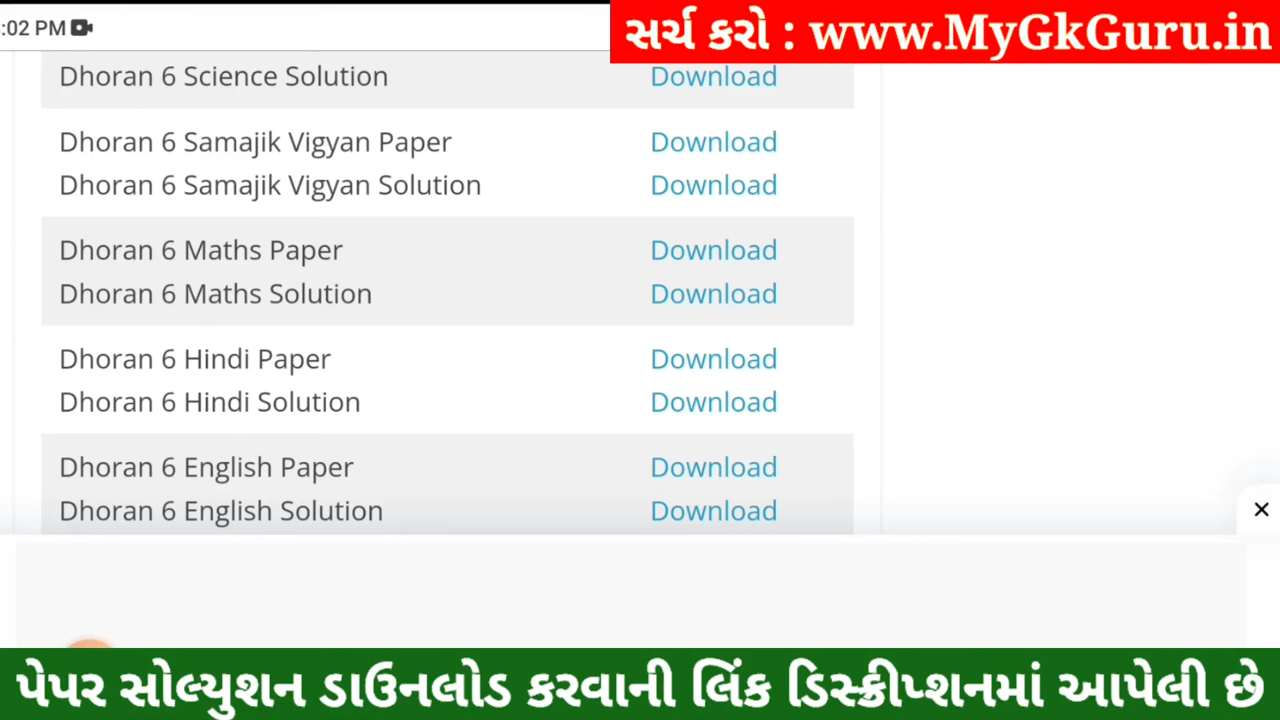 :02 PM
સર્ચ કરો : www.MyGkGuru.in
Dhoran 6 Science Solution Download
Dhoran 6 Samajik Vigyan Paper Download
Dhoran 6 Samajik Vigyan Solution Download
Dhoran 6 Maths Paper Download
Dhoran 6 Maths Solution Download
Dhoran 6 Hindi Paper Download
Dhoran 6 Hindi Solution Download
Dhoran 6 English Paper Download
Dhoran 6 English Solution Download
પેપર સોલ્યુશન ડાઉનલોડ કરવાની લિંક ડિસ્ક્રીપ્શનમાં આપેલી છે